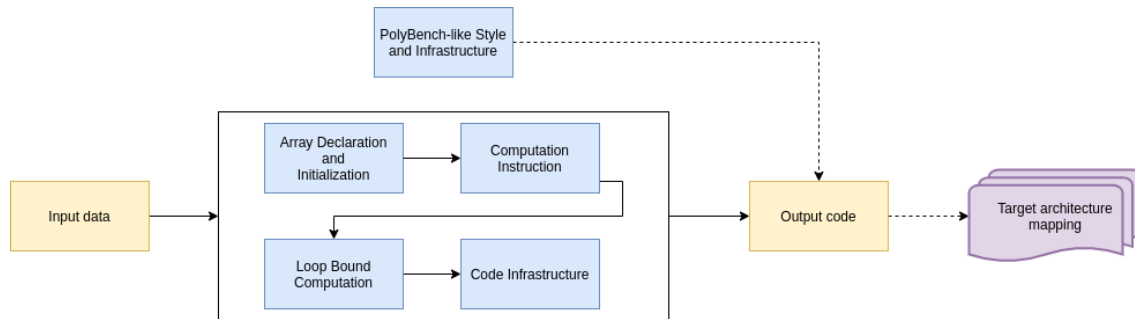 PolyBench-like Style
and Infrastructure
Array Declaration
and
Initialization
Computation
Instruction
Input data
Output code
Target architecture
mapping
Loop Bound
Computation
Code Infrastructure